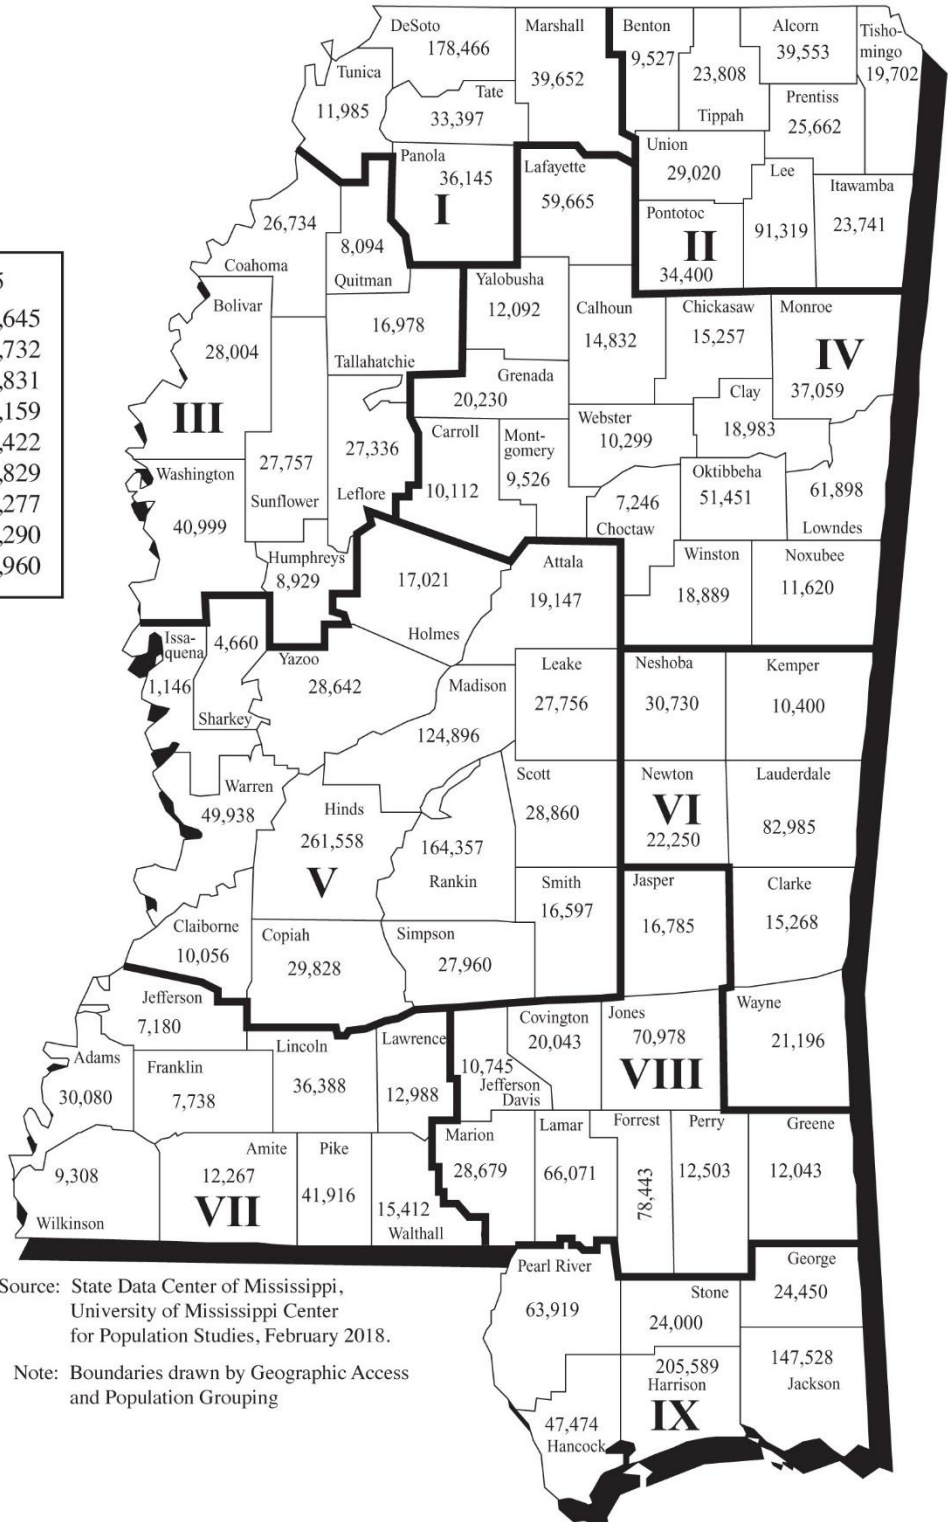 DeSoto
178,466
Marshall
39,652
Benton
9,527
23,808
Tippah
Alcorn
39,553
Tisho-
mingo
19,702
Tunica
11,985
Tate
33,397
Prentiss
25,662
Panola
36,145
I
Lafayette
59,665
Union
29,020
Lee
91,319
Itawamba
23,741
Pontotoc
II
34,400
26,734
Coahoma
8,094
Quitman
5
,645
,732
,831
,159
,422
,829
,277
,290
,960
Bolivar
28,004
III
16,978
Tallahatchie
Yalobusha
12,092
Calhoun
14,832
Chickasaw
15,257
Monroe
IV
37,059
Grenada
20,230
Clay
18,983
Washington
40,999
27,757
Sunflower
27,336
Leflore
Carroll
10,112
Mont-
gomery
9,526
Webster
10,299
7,246
Choctaw
Oktibbeha
51,451
61,898
Lowndes
Humphreys
8,929
17,021
Holmes
Attala
19,147
Winston
18,889
Noxubee
11,620
Issa-
quena
1,146
4,660
Sharkey
Yazoo
28,642
Madison
124,896
Leake
27,756
Neshoba
30,730
Kemper
10,400
Warren
49,938
Hinds
261,558
V
164,357
Rankin
Scott
28,860
Newton
VI
22,250
Lauderdale
82,985
Smith
16,597
Jasper
16,785
Clarke
15,268
Claiborne
10,056
Copiah
29,828
Simpson
27,960
Jefferson
7,180
Lincoln
36,388
Lawrence
12,988
10,745
Jefferson
Davis
Covington
20,043
Jones
70,978
VIII
Wayne
21,196
Adams
30,080
Franklin
7,738
Marion
28,679
Lamar
66,071
Forrest
78,443
Perry
12,503
Greene
12,043
9,308
Wilkinson
Amite
12,267
VII
Pike
41,916
15,412
Walthall
Pearl River
63,919
Stone
24,000
George
24,450
205,589
Harrison
IX
147,528
Jackson
47,474
Hancock
Source: State Data Center of Mississippi,
University of Mississippi Center
for Population Studies, February 2018.
Note: Boundaries drawn by Geographic Access
and Population Grouping